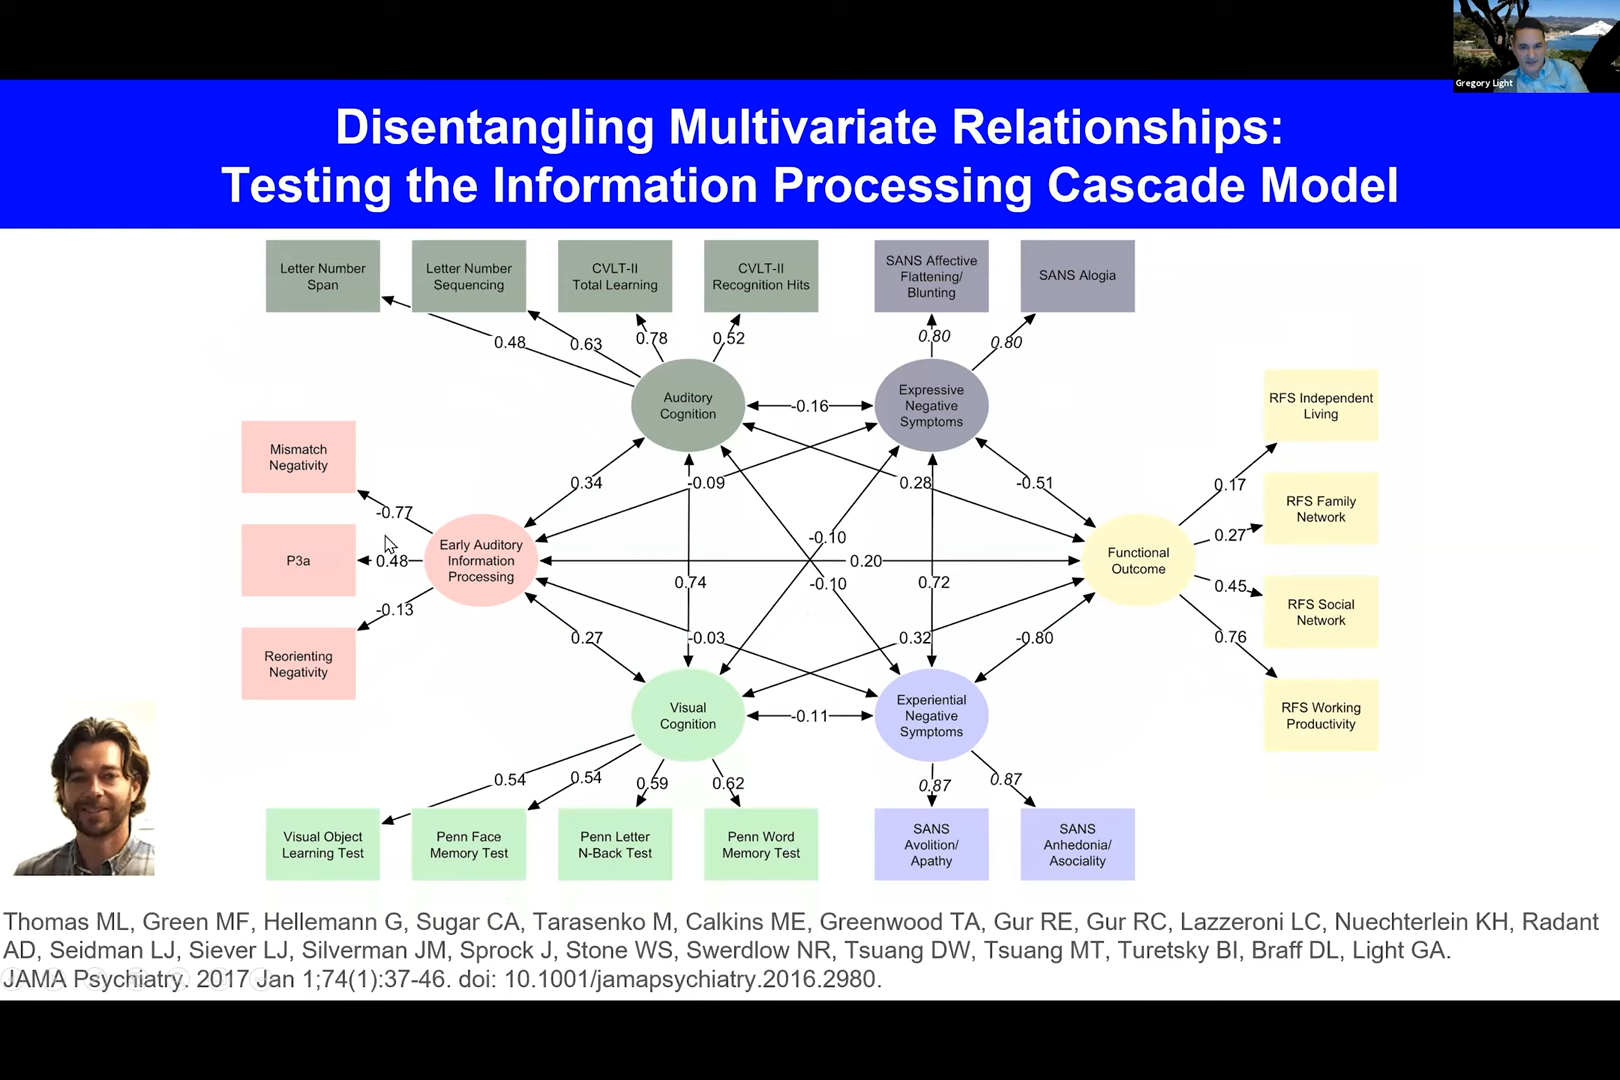 Gregory Light
Disentangling Multivariate Relationships:
Testing the Information Processing Cascade Model
Letter Number
Span
Letter Number
Sequencing
CVLT-II
Total Learning
CVLT-II
Recognition Hits
SANS Affective
Flattening/
Blunting
SANS Alogia
0.48
0.63
0.78
0.52
0.80
0.80
Auditory
Cognition
-0.16
Expressive
Negative
Symptoms
RFS Independent
Living
Mismatch
Negativity
0.34
-0.09
0.28
-0.51
0.17
RFS Family
Network
-0.77
0.27
P3a
0.48
Early Auditory
Information
Processing
-0.10
0.20
-0.10
0.74
0.72
Functional
Outcome
0.45
RFS Social
Network
-0.13
Reorienting
Negativity
0.27
-0.03
0.32
-0.80
0.76
RFS Working
Productivity
Visual
Cognition
-0.11
Experiential
Negative
Symptoms
0.54
0.54
0.59
0.62
0.87
0.87
Visual Object
Learning Test
Penn Face
Memory Test
Penn Letter
N-Back Test
Penn Word
Memory Test
SANS
Avolition/
Apathy
SANS
Anhedonia/
Asociality
Thomas ML, Green MF, Hellemann G, Sugar CA, Tarasenko M, Calkins ME, Greenwood TA, Gur RE, Gur RC, Lazzeroni LC, Nuechterlein KH, Radant
AD, Seidman LJ, Siever LJ, Silverman JM, Sprock J, Stone WS, Swerdlow NR, Tsuang DW, Tsuang MT, Turetsky BI, Braff DL, Light GA.
JAMA Psychiatry. 2017 Jan 1;74(1):37-46. doi: 10.1001/jamapsychiatry.2016.2980.